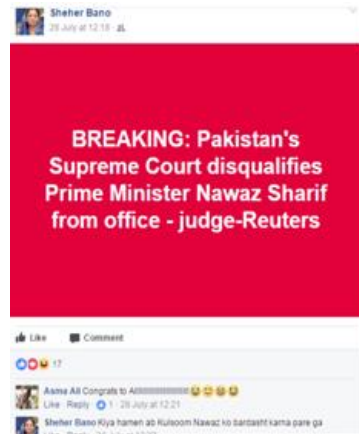 Sheher Bano
28 July at 12:18
BREAKING: Pakistan's
Supreme Court disqualifies
Prime Minister Nawaz Sharif
from office - judge-Reuters
Like Comment
17
Asma Ali Congrats to All
Like · Reply · 1 · 28 July at 12:21
Sheher Bano Kiya hamen ab Kulsoom Nawaz ko bardasht karna pare ga